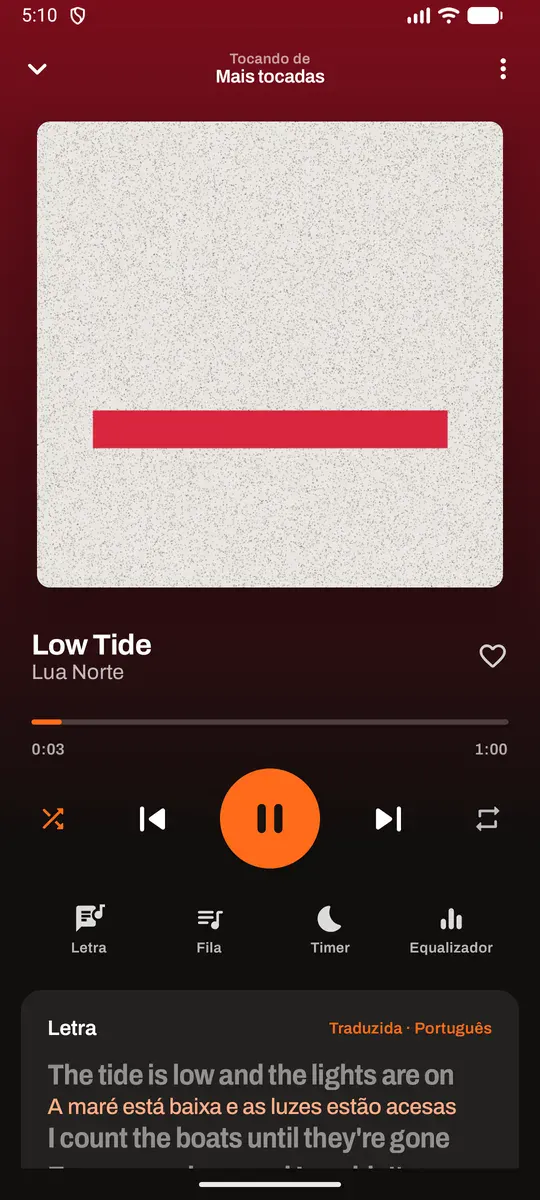 5:10
Tocando de
Mais tocadas
Low Tide
Lua Norte
0:03
1:00
Letra
Fila
Timer
Equalizador
Letra
Traduzida · Português
The tide is low and the lights are on
A maré está baixa e as luzes estão acesas
I count the boats until they're gone